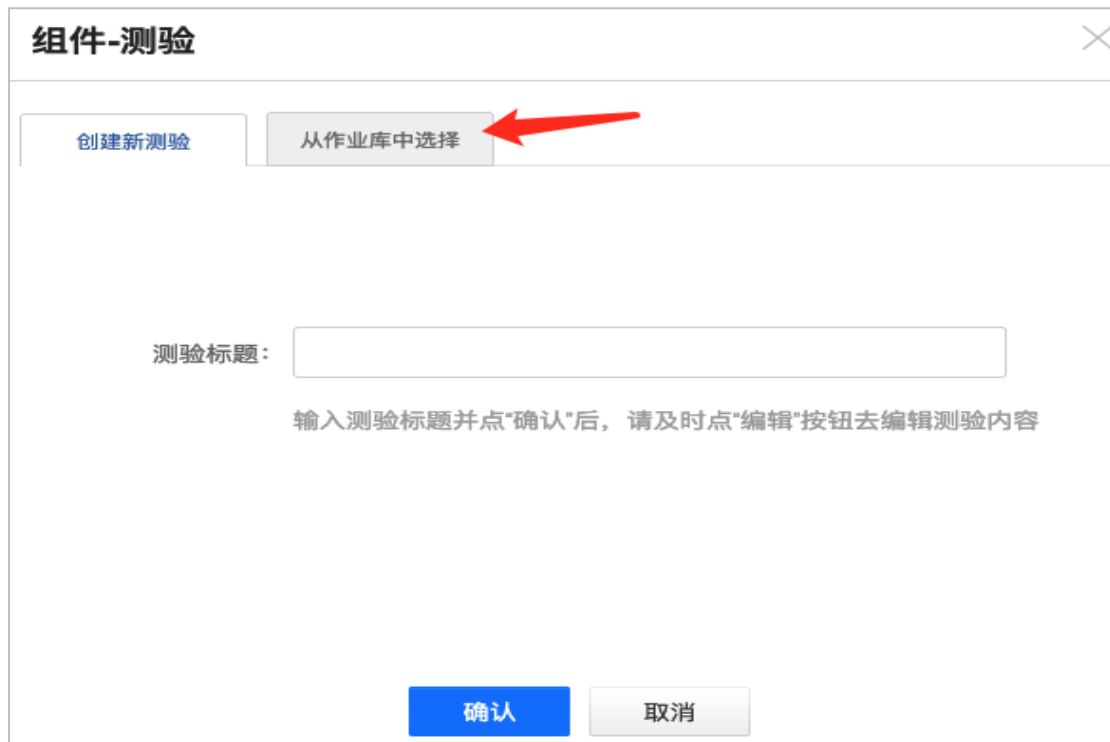 组件-测验
创建新测验
从作业库中选择
测验标题：
输入测验标题并点“确认”后，请及时点“编辑”按钮去编辑测验内容
确认
取消